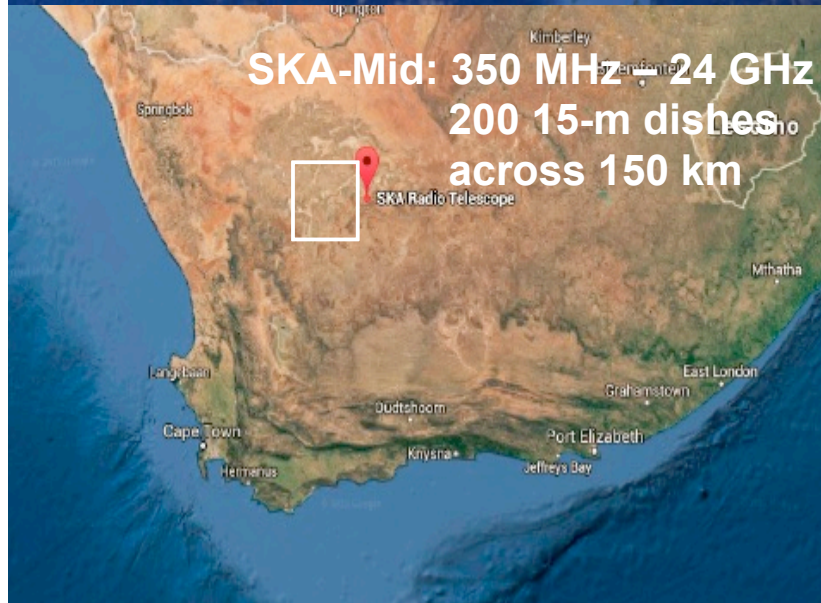 Upington
Kimberley
SKA-Mid: 350 MHz – 24 GHz
Bloemfontein
Springbok
200 15-m dishes
Lesotho
across 150 km
SKA Radio Telescope
Mthatha
Langebaan
East London
Grahamstown
Oudtshoorn
Cape Town
Port Elizabeth
Knysna
Jeffreys Bay
Hermanus